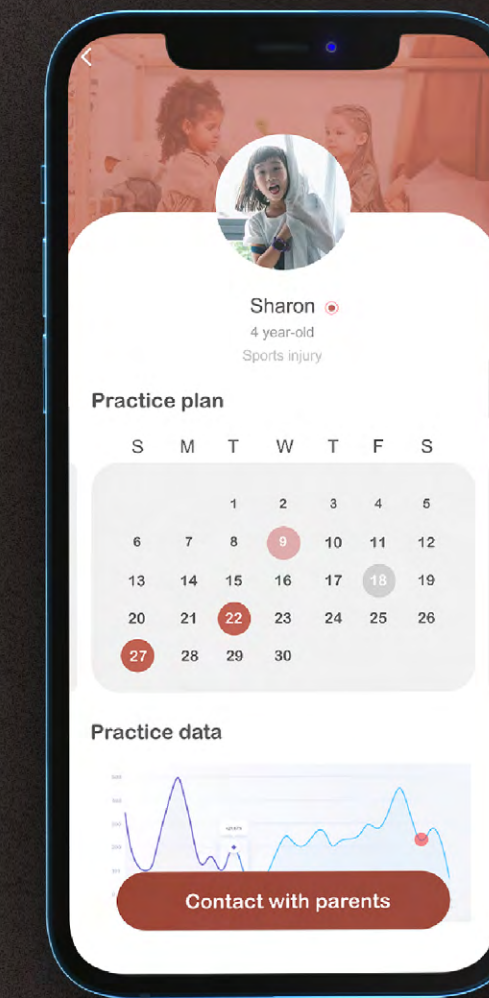 Sharon
4 year-old
Sports injury
Practice plan
S M T W T F S
1 2 3 4 5
6 7 8 9 10 11 12
13 14 15 16 17 18 19
20 21 22 23 24 25 26
27 28 29 30
Practice data
Contact with parents